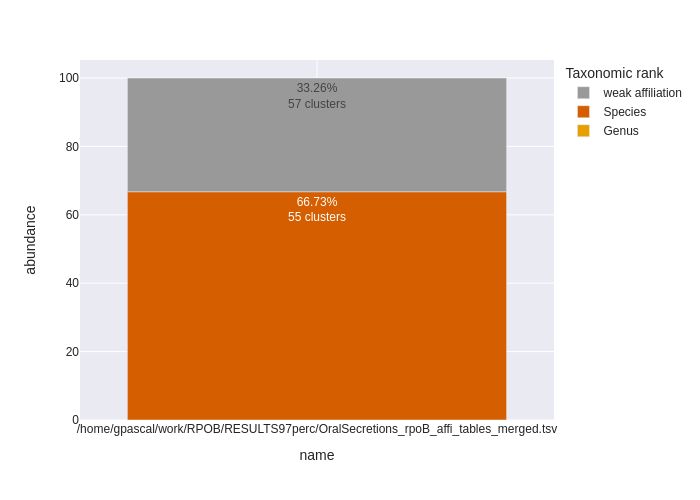 Taxonomic rank
weak affiliation
Species
Genus
33.26%
57 clusters
66.73%
55 clusters
100
80
60
40
20
0
abundance
/home/gpascal/work/RPOB/RESULTS97perc/OralSecretions_rpoB_affi_tables_merged.tsv
name